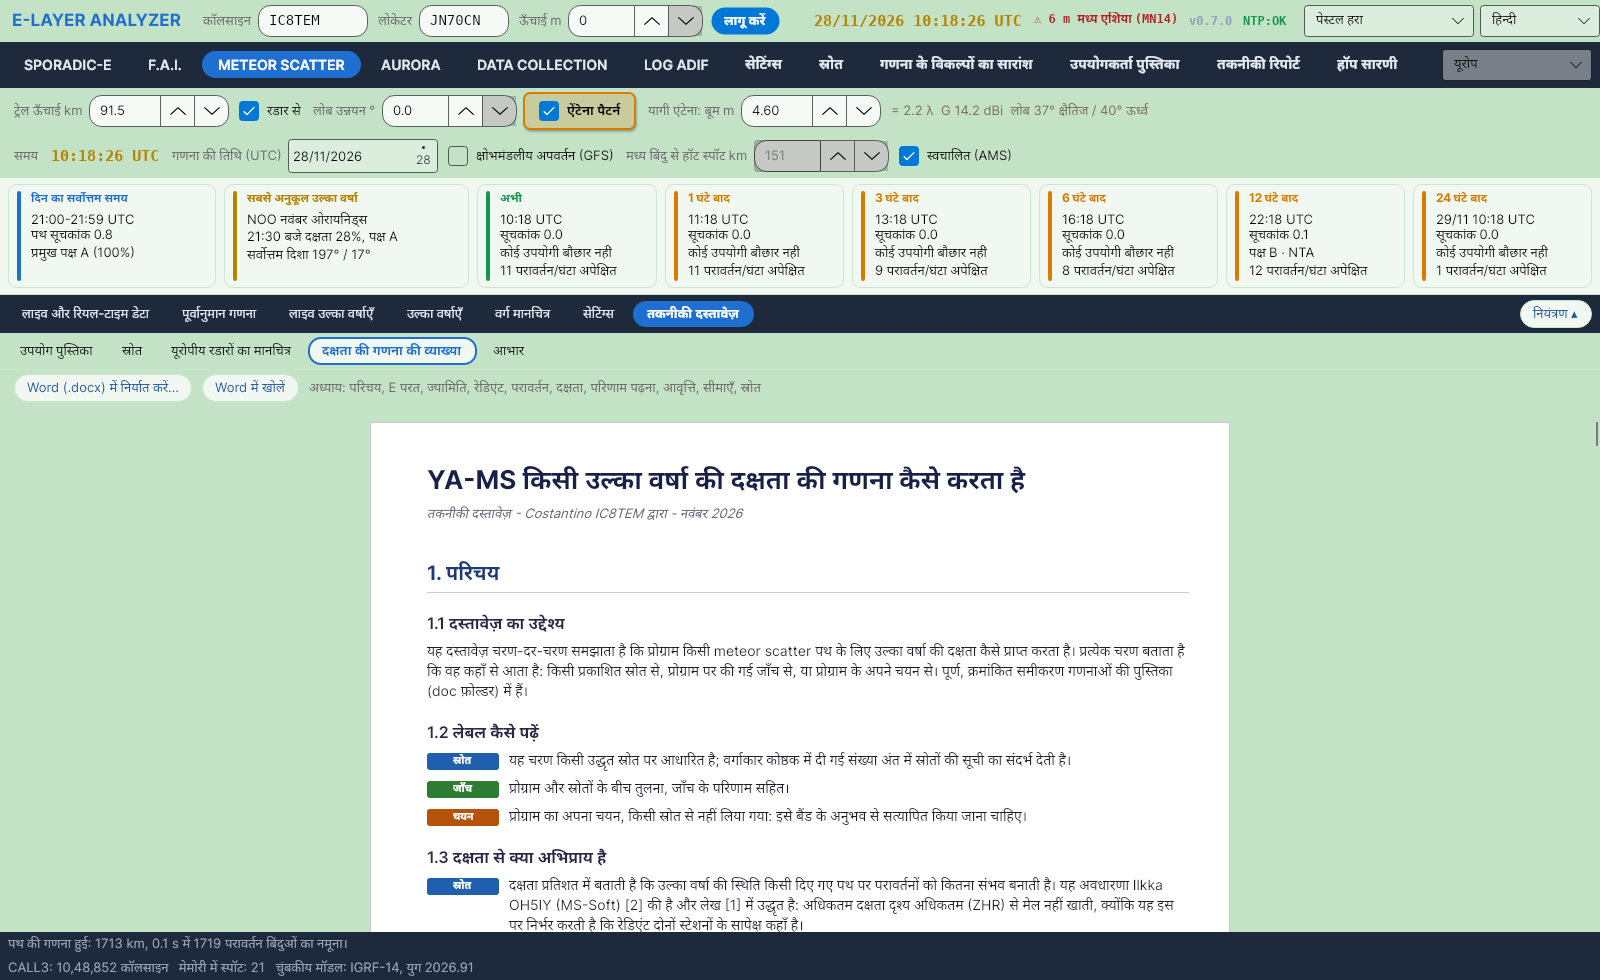 E-LAYER ANALYZER कॉलसाइन IC8TEM लोकेटर JN70CN ऊँचाई m 0 लागू करें 28/11/2026 10:18:26 UTC ⚠ 6 m मध्य एशिया (MN14) v0.7.0 NTP:OK पेस्टल हरा हिन्दी
SPORADIC-E F.A.I. METEOR SCATTER AURORA DATA COLLECTION LOG ADIF सेटिंग्स स्रोत गणना के विकल्पों का सारांश उपयोगकर्ता पुस्तिका तकनीकी रिपोर्ट हॉप सारणी यूरोप
ट्रेल ऊँचाई km 91.5 रडार से लोब उन्नयन ° 0.0 ऐंटेना पैटर्न यागी एंटेना: बूम m 4.60 = 2.2 λ G 14.2 dBi लोब 37° क्षैतिज / 40° ऊर्ध्व
समय 10:18:26 UTC गणना की तिथि (UTC) 28/11/2026 28 क्षोभमंडलीय अपवर्तन (GFS) मध्य बिंदु से हॉट स्पॉट km 151 स्वचालित (AMS)
दिन का सर्वोत्तम समय
21:00-21:59 UTC
पथ सूचकांक 0.8
प्रमुख पक्ष A (100%)
सबसे अनुकूल उल्का वर्षा
NOO नवंबर ओरायनिड्स
21:30 बजे दक्षता 28%, पक्ष A
सर्वोत्तम दिशा 197° / 17°
अभी
10:18 UTC
सूचकांक 0.0
कोई उपयोगी बौछार नही
11 परावर्तन/घंटा अपेक्षित
1 घंटे बाद
11:18 UTC
सूचकांक 0.0
कोई उपयोगी बौछार नही
11 परावर्तन/घंटा अपेक्षित
3 घंटे बाद
13:18 UTC
सूचकांक 0.0
कोई उपयोगी बौछार नही
9 परावर्तन/घंटा अपेक्षित
6 घंटे बाद
16:18 UTC
सूचकांक 0.0
कोई उपयोगी बौछार नही
8 परावर्तन/घंटा अपेक्षित
12 घंटे बाद
22:18 UTC
सूचकांक 0.1
पक्ष B · NTA
12 परावर्तन/घंटा अपेक्षित
24 घंटे बाद
29/11 10:18 UTC
सूचकांक 0.0
कोई उपयोगी बौछार नही
1 परावर्तन/घंटा अपेक्षित
लाइव और रियल-टाइम डेटा पूर्वानुमान गणना लाइव उल्का वर्षाएँ उल्का वर्षाएँ वर्ग मानचित्र सेटिंग्स तकनीकी दस्तावेज़ नियंत्रण ▴
उपयोग पुस्तिका स्रोत यूरोपीय रडारों का मानचित्र दक्षता की गणना की व्याख्या आभार
Word (.docx) में निर्यात करें... Word में खोलें अध्याय: परिचय, E परत, ज्यामिति, रेडिएंट, परावर्तन, दक्षता, परिणाम पढ़ना, आवृत्ति, सीमाएँ, स्रोत
YA-MS किसी उल्का वर्षा की दक्षता की गणना कैसे करता है
तकनीकी दस्तावेज़ - Costantino IC8TEM द्वारा - नवंबर 2026
1. परिचय
1.1 दस्तावेज़ का उद्देश्य
यह दस्तावेज़ चरण-दर-चरण समझाता है कि प्रोग्राम किसी meteor scatter पथ के लिए उल्का वर्षा की दक्षता कैसे प्राप्त करता है। प्रत्येक चरण बताता है
कि वह कहाँ से आता है: किसी प्रकाशित स्रोत से, प्रोग्राम पर की गई जाँच से, या प्रोग्राम के अपने चयन से। पूर्ण, क्रमांकित समीकरण गणनाओं की पुस्तिका
(doc फ़ोल्डर) में हैं।
1.2 लेबल कैसे पढ़ें
स्रोत यह चरण किसी उद्धृत स्रोत पर आधारित है; वर्गाकार कोष्ठक में दी गई संख्या अंत में स्रोतों की सूची का संदर्भ देती है।
जाँच प्रोग्राम और स्रोतों के बीच तुलना, जाँच के परिणाम सहित।
चयन प्रोग्राम का अपना चयन, किसी स्रोत से नहीं लिया गया: इसे बैंड के अनुभव से सत्यापित किया जाना चाहिए।
1.3 दक्षता से क्या अभिप्राय है
स्रोत दक्षता प्रतिशत में बताती है कि उल्का वर्षा की स्थिति किसी दिए गए पथ पर परावर्तनों को कितना संभव बनाती है। यह अवधारणा Ilkka
OH5IY (MS-Soft) [2] की है और लेख [1] में उद्धृत है: अधिकतम दक्षता दृश्य अधिकतम (ZHR) से मेल नहीं खाती, क्योंकि यह इस
पर निर्भर करती है कि रेडिएंट दोनों स्टेशनों के सापेक्ष कहाँ है।
पथ की गणना हुई: 1713 km, 0.1 s में 1719 परावर्तन बिंदुओं का नमूना।
CALL3: 10,48,852 कॉलसाइन मेमोरी में स्पॉट: 21 चुंबकीय मॉडल: IGRF-14, युग 2026.91